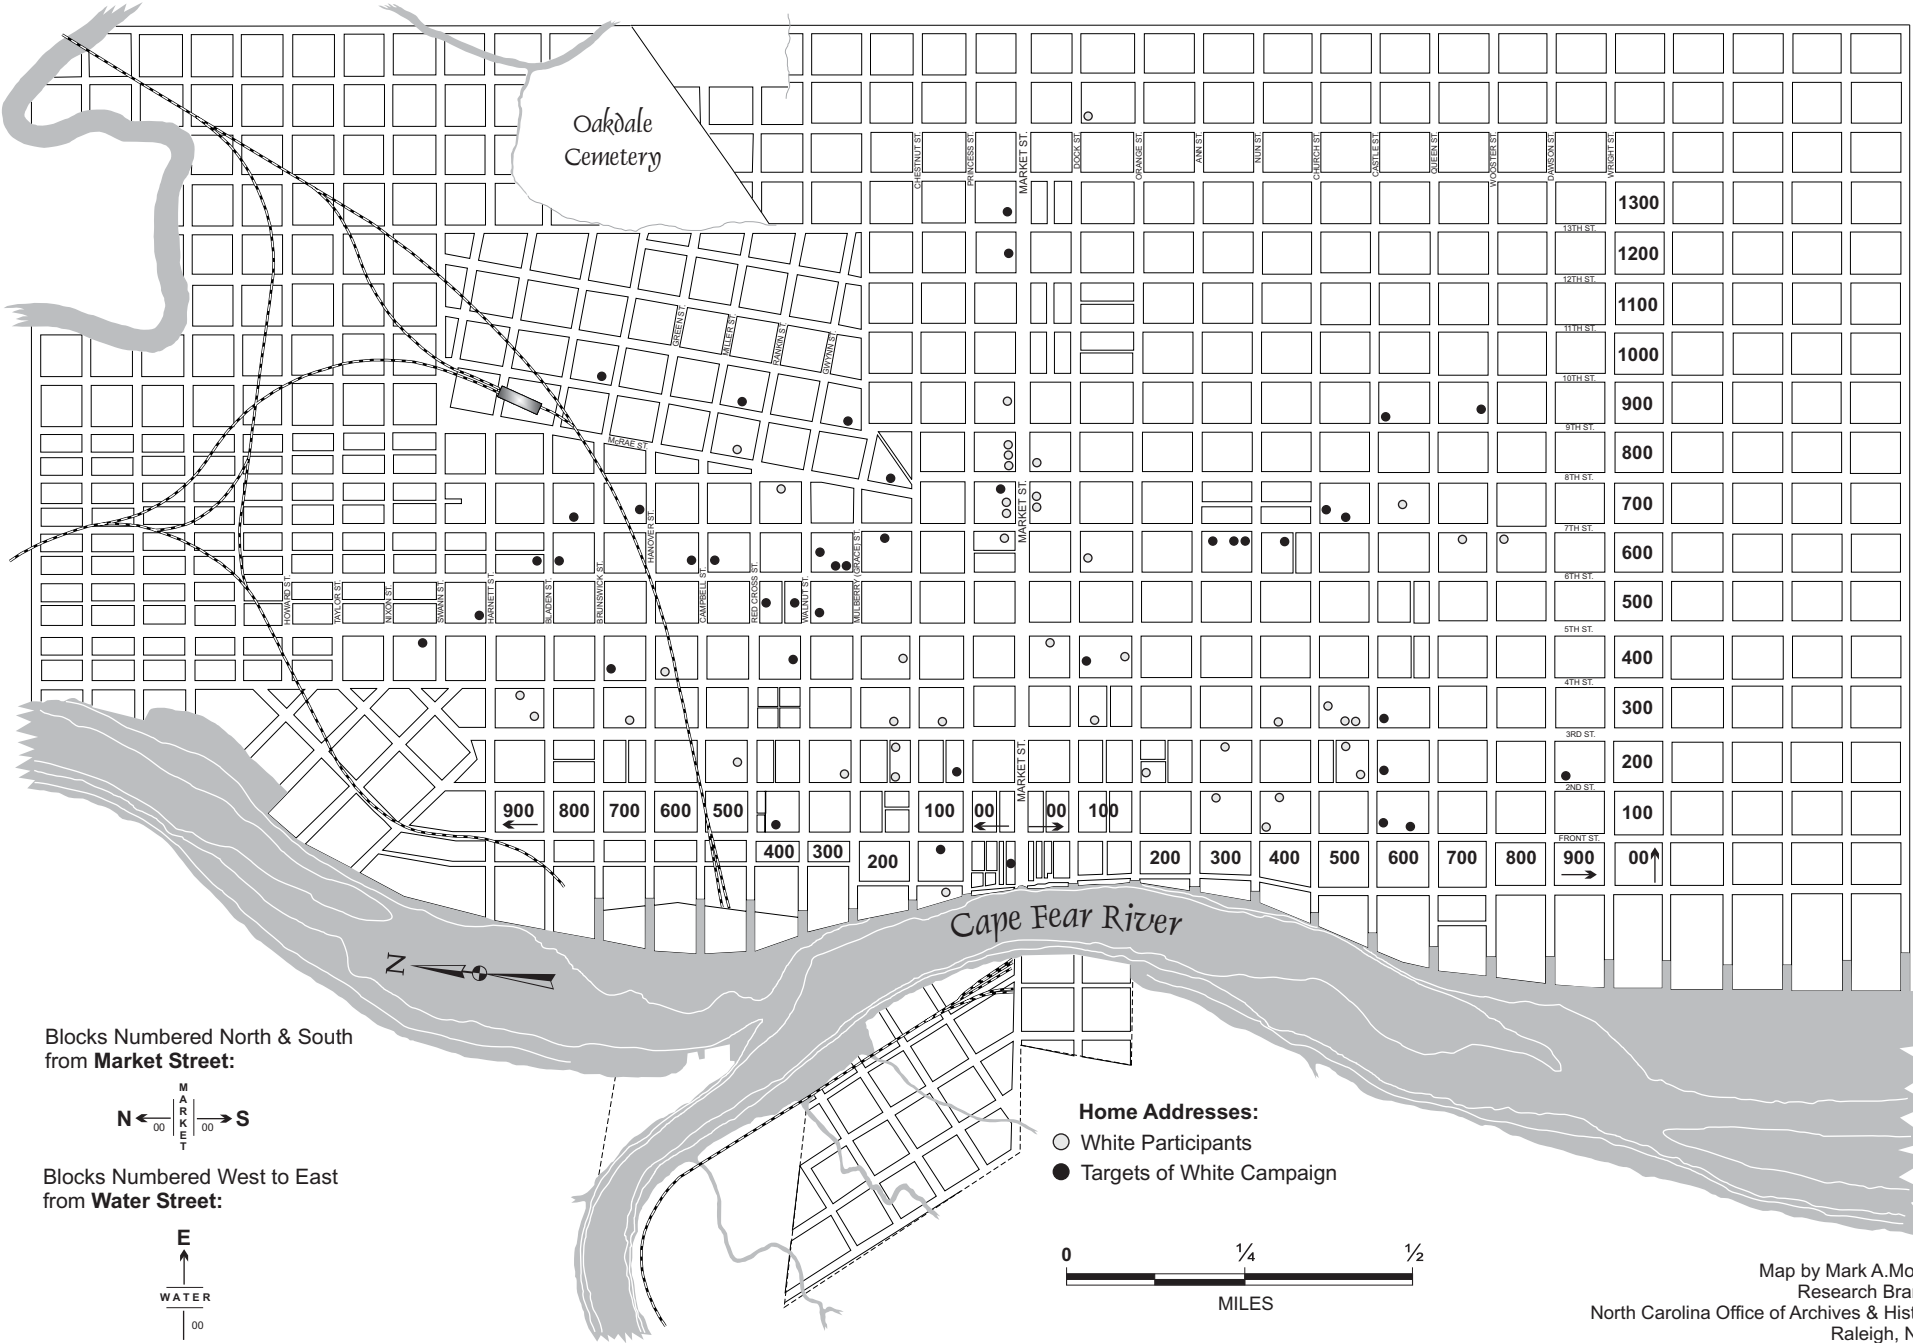 Oakdale
Cemetery
CHESTNUT ST.
PRINCESS ST.
MARKET ST.
DOCK ST.
ORANGE ST.
ANN ST.
NUN ST.
CHURCH ST.
CASTLE ST.
QUEEN ST.
WOOSTER ST.
DAWSON ST.
WRIGHT ST.
1300
13TH ST.
1200
12TH ST.
1100
11TH ST.
1000
10TH ST.
900
9TH ST.
800
8TH ST.
700
7TH ST.
600
6TH ST.
500
5TH ST.
400
4TH ST.
300
3RD ST.
200
2ND ST.
100
FRONT ST.
GREEN ST.
MILLER ST.
RANKIN ST.
GWYNN ST.
McRAE ST.
MARKET ST.
HOWARD ST.
TAYLOR ST.
NIXON ST.
SWANN ST.
HARNETT ST.
BLADEN ST.
BRUNSWICK ST.
HANOVER ST.
CAMPBELL ST.
RED CROSS ST.
WALNUT ST.
MULBERRY (GRACE) ST.
MARKET ST.
900 800 700 600 500 100 00 00 100
400 300 200 200 300 400 500 600 700 800 900 00
Cape Fear River
N
Blocks Numbered North & South
from Market Street:
MARKET
N 00 00 S
Blocks Numbered West to East
from Water Street:
E
WATER
00
Home Addresses:
White Participants
Targets of White Campaign
0 ¼ ½
MILES
Map by Mark A.Mo
Research Bra
North Carolina Office of Archives & Hist
Raleigh, N